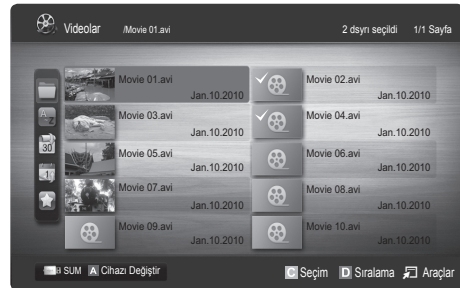 Videolar /Movie 01.avi 2 dsyrı seçildi 1/1 Sayfa
Movie 01.avi Movie 02.avi
Jan.10.2010 Jan.10.2010
Movie 03.avi Movie 04.avi
Jan.10.2010 Jan.10.2010
30
Movie 05.avi Movie 06.avi
Jan.10.2010 Jan.10.2010
1
Movie 07.avi Movie 08.avi
Jan.10.2010 Jan.10.2010
Movie 09.avi Movie 10.avi
Jan.10.2010 Jan.10.2010
SUM A Cihazı Değiştir C Seçim D Sıralama Araçlar